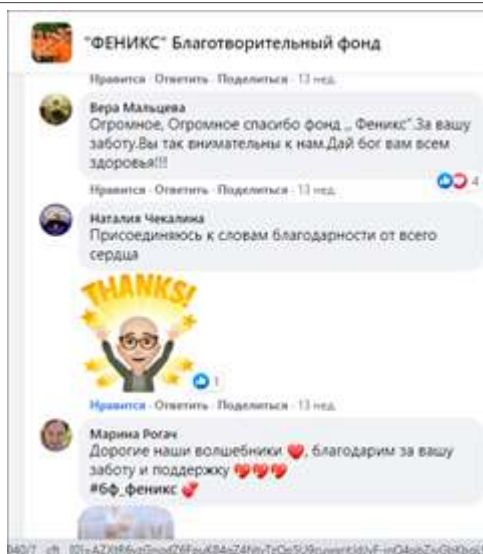 "ФЕНИКС" Благотворительный фонд
Нравится · Ответить · Поделиться · 13 нед.
Вера Мальцева
Огромное, Огромное спасибо фонд ,, Феникс".За вашу
заботу.Вы так внимательны к нам.Дай бог вам всем
здоровья!!!
4
Нравится · Ответить · Поделиться · 13 нед.
Наталия Чекалина
Присоединяюсь к словам благодарности от всего
сердца
THANKS!
1
Нравится · Ответить · Поделиться · 13 нед.
Марина Рогач
Дорогие наши волшебники ❤️, благодарим за вашу
заботу и поддержку 💖💖💖
#бф_феникс 💕